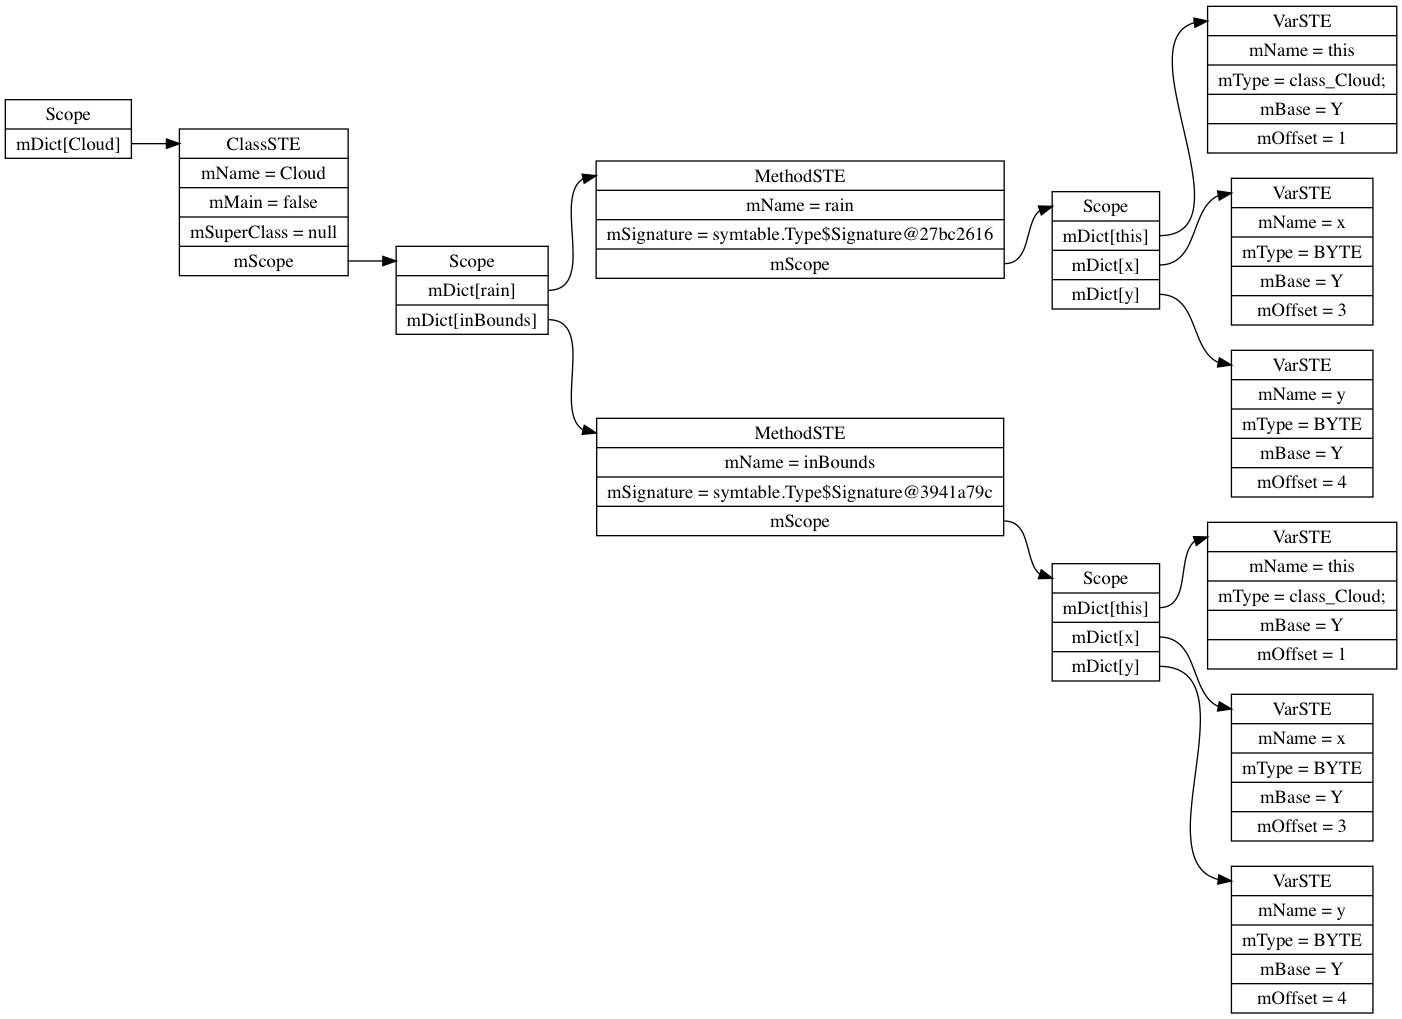 Scope
mDict[Cloud]
ClassSTE
mName = Cloud
mMain = false
mSuperClass = null
mScope
Scope
mDict[rain]
mDict[inBounds]
MethodSTE
mName = rain
mSignature = symtable.Type$Signature@27bc2616
mScope
Scope
mDict[this]
mDict[x]
mDict[y]
VarSTE
mName = this
mType = class_Cloud;
mBase = Y
mOffset = 1
VarSTE
mName = x
mType = BYTE
mBase = Y
mOffset = 3
VarSTE
mName = y
mType = BYTE
mBase = Y
mOffset = 4
MethodSTE
mName = inBounds
mSignature = symtable.Type$Signature@3941a79c
mScope
Scope
mDict[this]
mDict[x]
mDict[y]
VarSTE
mName = this
mType = class_Cloud;
mBase = Y
mOffset = 1
VarSTE
mName = x
mType = BYTE
mBase = Y
mOffset = 3
VarSTE
mName = y
mType = BYTE
mBase = Y
mOffset = 4